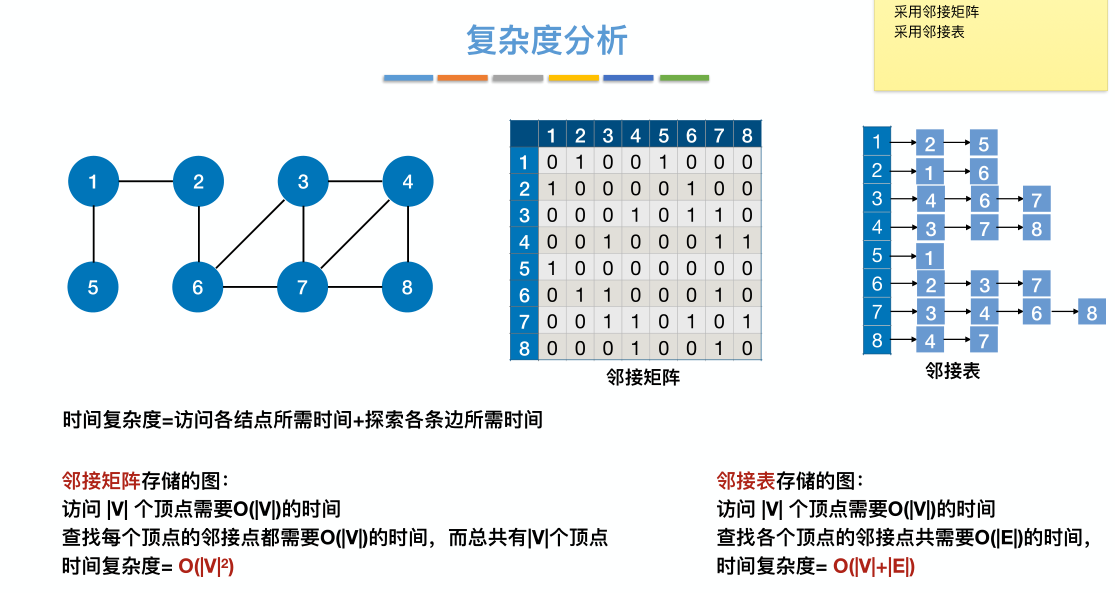 复杂度分析
采用邻接矩阵
采用邻接表
1 2 3 4
5 6 7 8
1 2 3 4 5 6 7 8
1 0 1 0 0 1 0 0 0
2 1 0 0 0 0 1 0 0
3 0 0 0 1 0 1 1 0
4 0 0 1 0 0 0 1 1
5 1 0 0 0 0 0 0 0
6 0 1 1 0 0 0 1 0
7 0 0 1 1 0 1 0 1
8 0 0 0 1 0 0 1 0
邻接矩阵
1 2 5
2 1 6
3 4 6 7
4 3 7 8
5 1
6 2 3 7
7 3 4 6 8
8 4 7
邻接表
时间复杂度=访问各结点所需时间+探索各条边所需时间
邻接矩阵存储的图：
访问 |V| 个顶点需要O(|V|)的时间
查找每个顶点的邻接点都需要O(|V|)的时间，而总共有|V|个顶点
时间复杂度= O(|V|²)
邻接表存储的图：
访问 |V| 个顶点需要O(|V|)的时间
查找各个顶点的邻接点共需要O(|E|)的时间，
时间复杂度= O(|V|+|E|)